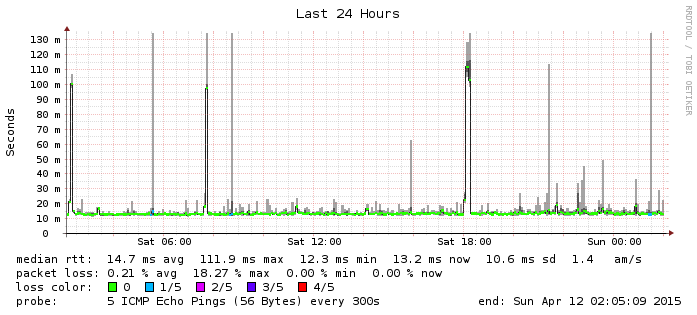 Last 24 Hours
RRDTOOL / TOBI OETIKER
Seconds
130 m
120 m
110 m
100 m
90 m
80 m
70 m
60 m
50 m
40 m
30 m
20 m
10 m
0
Sat 06:00 Sat 12:00 Sat 18:00 Sun 00:00
median rtt: 14.7 ms avg 111.9 ms max 12.3 ms min 13.2 ms now 10.6 ms sd 1.4 am/s
packet loss: 0.21 % avg 18.27 % max 0.00 % min 0.00 % now
loss color: 0 1/5 2/5 3/5 4/5
probe: 5 ICMP Echo Pings (56 Bytes) every 300s end: Sun Apr 12 02:05:09 2015